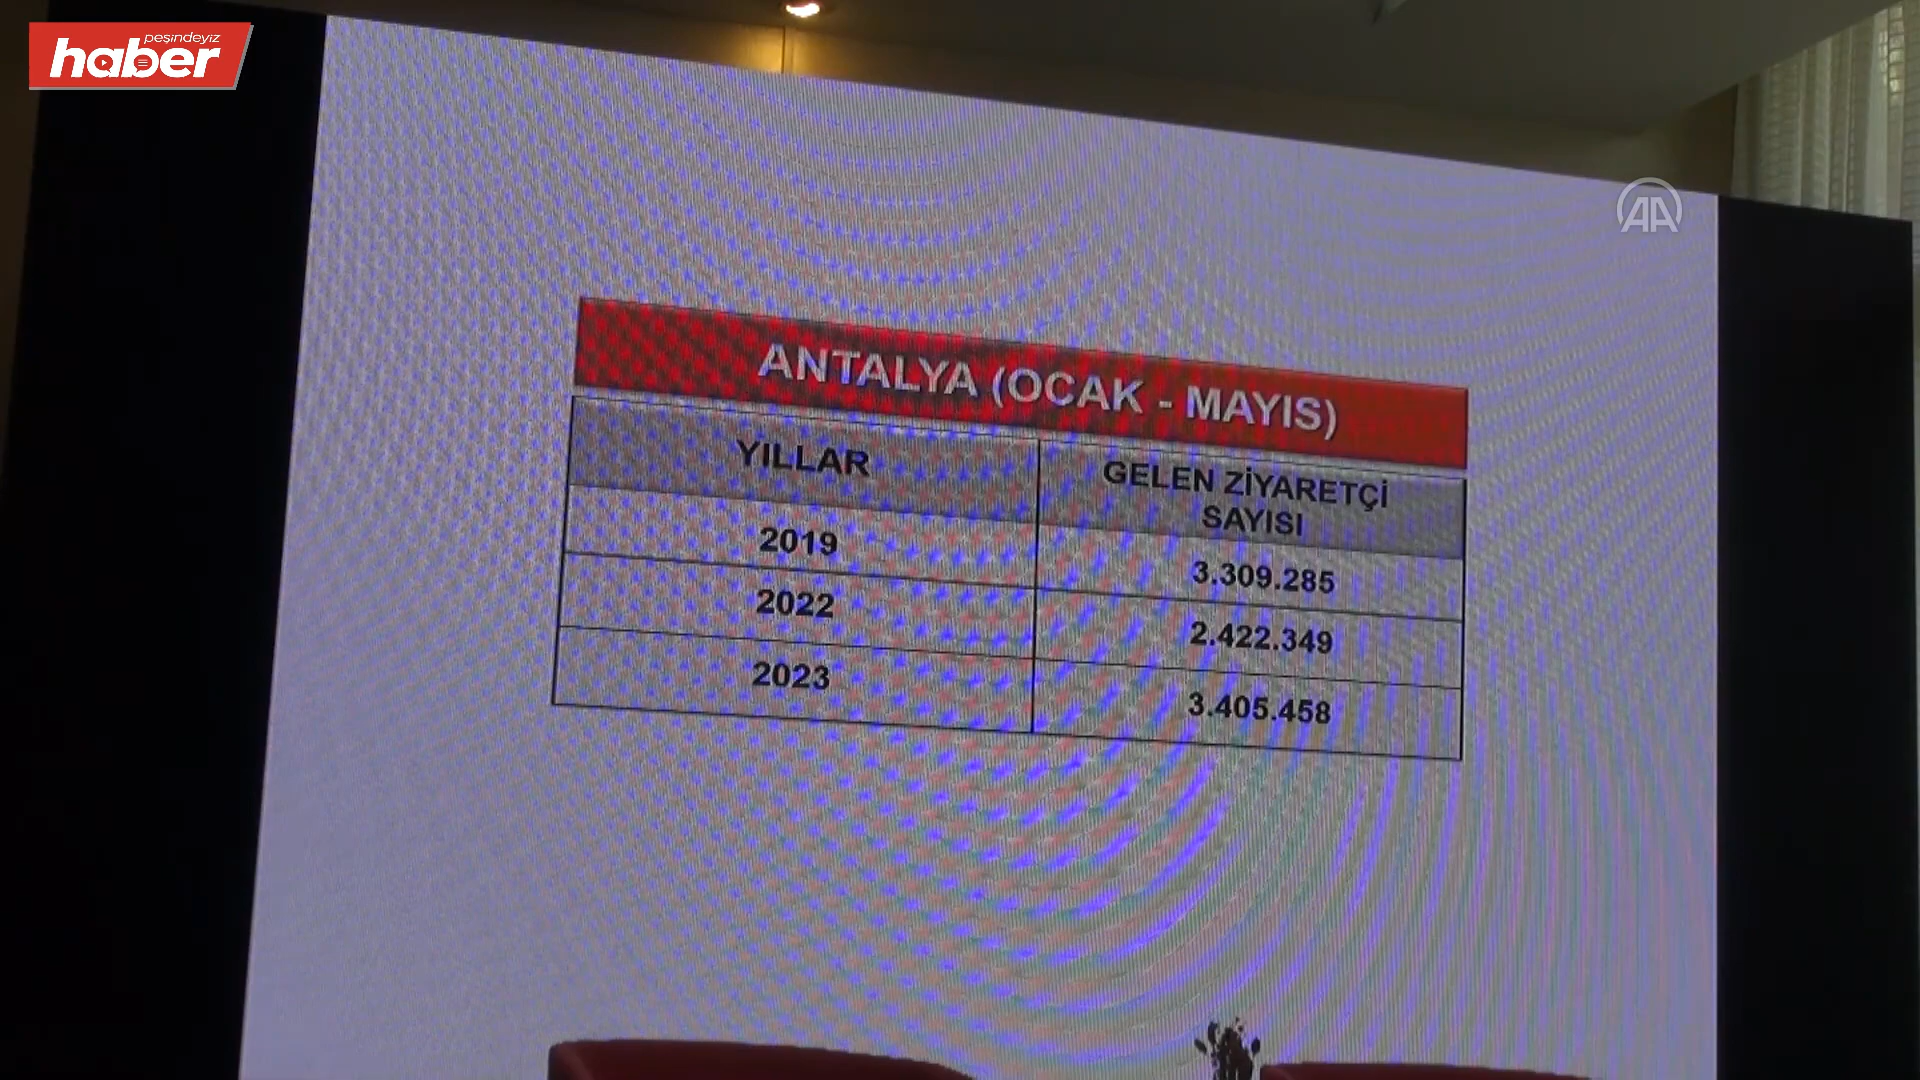 peşindeyiz
haber
AA
ANTALYA (OCAK - MAYIS)
YILLAR
GELEN ZİYARETÇİ
SAYISI
2019
3.309.285
2022
2.422.349
2023
3.405.458